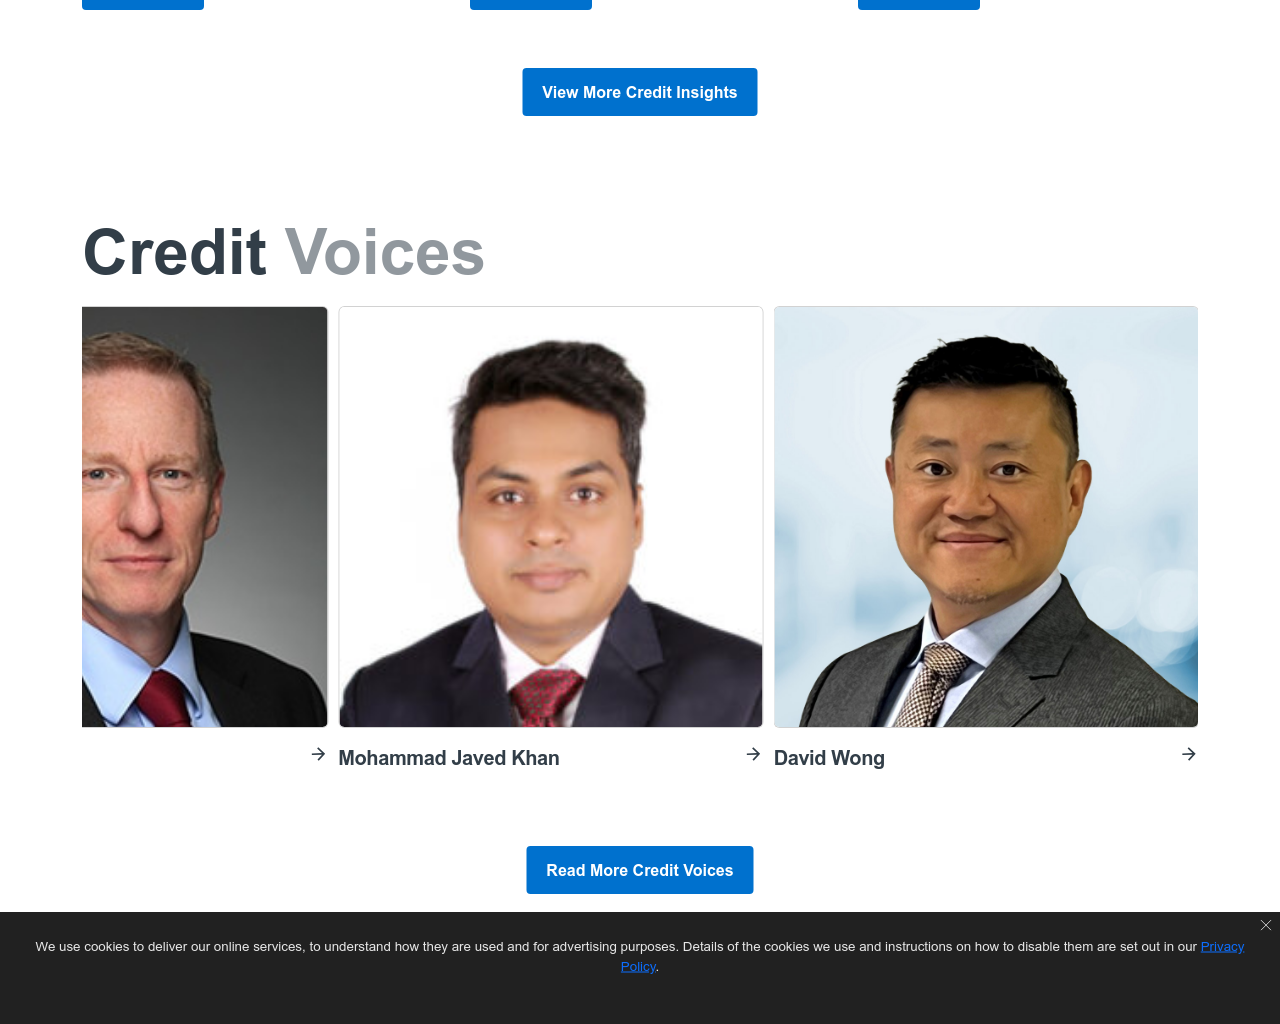 View More Credit Insights
Credit Voices
Mohammad Javed Khan
David Wong
Read More Credit Voices
We use cookies to deliver our online services, to understand how they are used and for advertising purposes. Details of the cookies we use and instructions on how to disable them are set out in our Privacy
Policy.